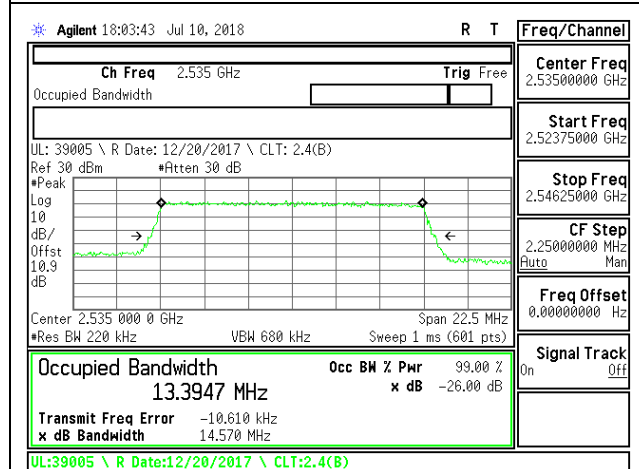 Agilent 18:03:43 Jul 10, 2018 R T
Freq/Channel
Ch Freq 2.535 GHz Trig Free
Occupied Bandwidth
Center Freq
2.53500000 GHz
Start Freq
2.52375000 GHz
Stop Freq
2.54625000 GHz
CF Step
2.25000000 MHz
Auto Man
Freq Offset
0.00000000 Hz
Signal Track
On Off
UL: 39005 \ R Date: 12/20/2017 \ CLT: 2.4(B)
Ref 30 dBm #Atten 30 dB
#Peak
Log
10
dB/
Offst
10.9
dB
Center 2.535 000 0 GHz Span 22.5 MHz
#Res BW 220 kHz VBW 680 kHz Sweep 1 ms (601 pts)
Occupied Bandwidth Occ BW % Pwr 99.00 %
13.3947 MHz x dB -26.00 dB
Transmit Freq Error -10.610 kHz
x dB Bandwidth 14.570 MHz
UL:39005 \ R Date:12/20/2017 \ CLT:2.4(B)